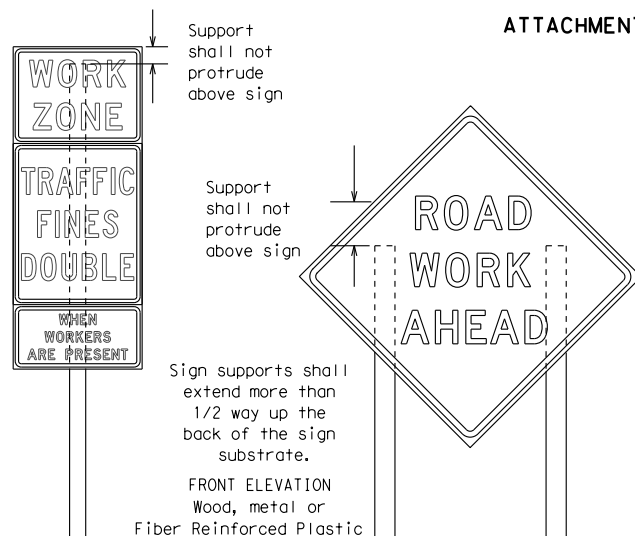 ATTACHMENT
Support
shall not
protrude
above sign
WORK
ZONE
TRAFFIC
FINES
DOUBLE
WHEN
WORKERS
ARE PRESENT
Support
shall not
protrude
above sign
ROAD
WORK
AHEAD
Sign supports shall
extend more than
1/2 way up the
back of the sign
substrate.
FRONT ELEVATION
Wood, metal or
Fiber Reinforced Plastic